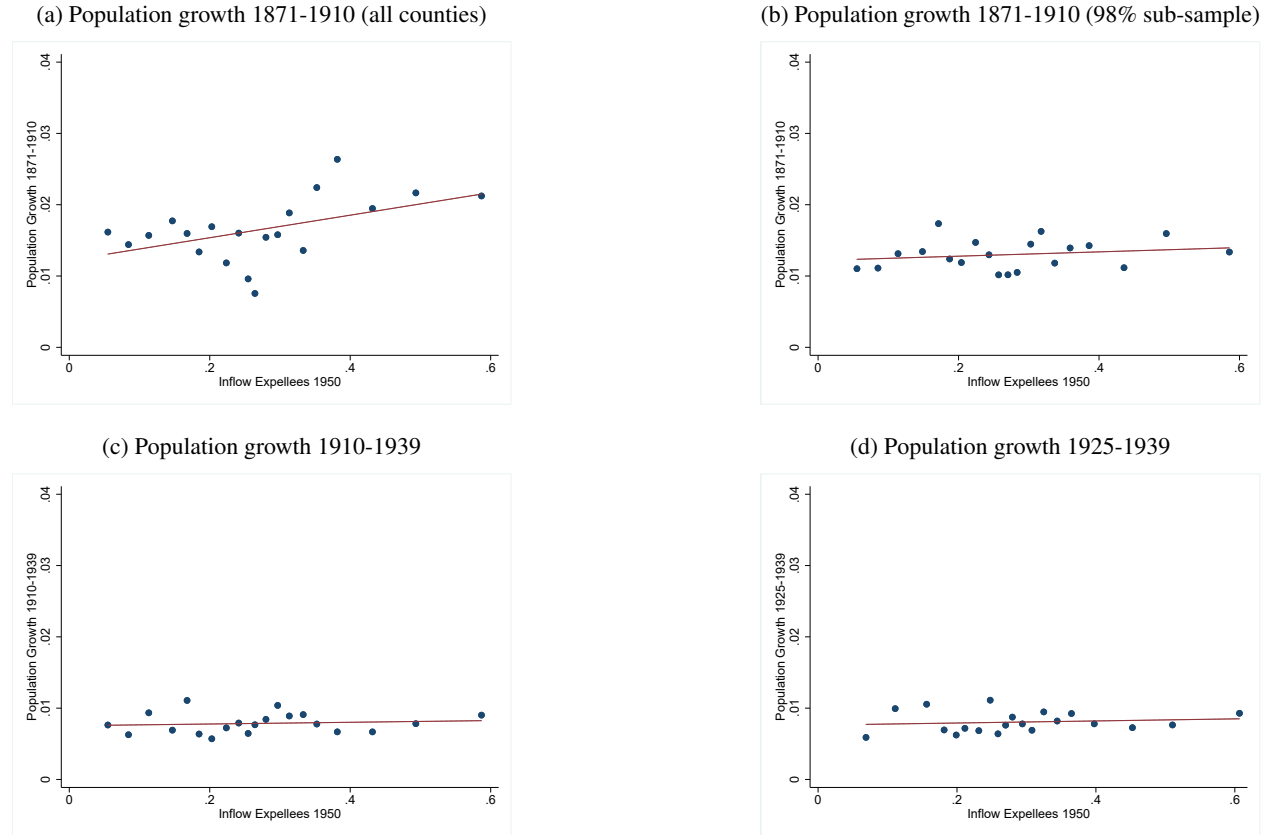 (a) Population growth 1871-1910 (all counties)
Population Growth 1871-1910
.04
.03
.02
.01
0
0 .2 .4 .6
Inflow Expellees 1950
(b) Population growth 1871-1910 (98% sub-sample)
Population Growth 1871-1910
.04
.03
.02
.01
0
0 .2 .4 .6
Inflow Expellees 1950
(c) Population growth 1910-1939
Population Growth 1910-1939
.04
.03
.02
.01
0
0 .2 .4 .6
Inflow Expellees 1950
(d) Population growth 1925-1939
Population Growth 1925-1939
.04
.03
.02
.01
0
0 .2 .4 .6
Inflow Expellees 1950